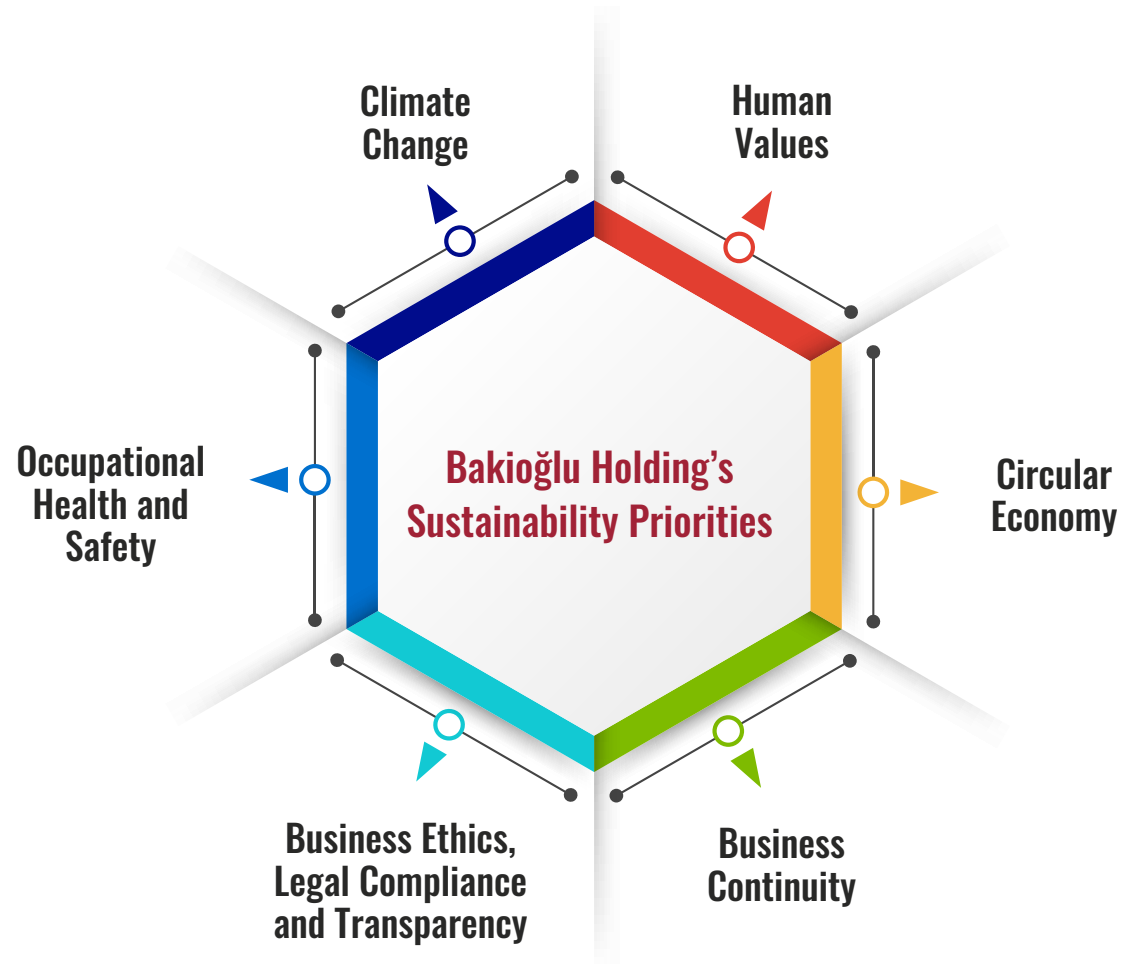 Climate
Change
Human
Values
Occupational
Health and
Safety
Bakioğlu Holding’s
Sustainability Priorities
Circular
Economy
Business Ethics,
Legal Compliance
and Transparency
Business
Continuity